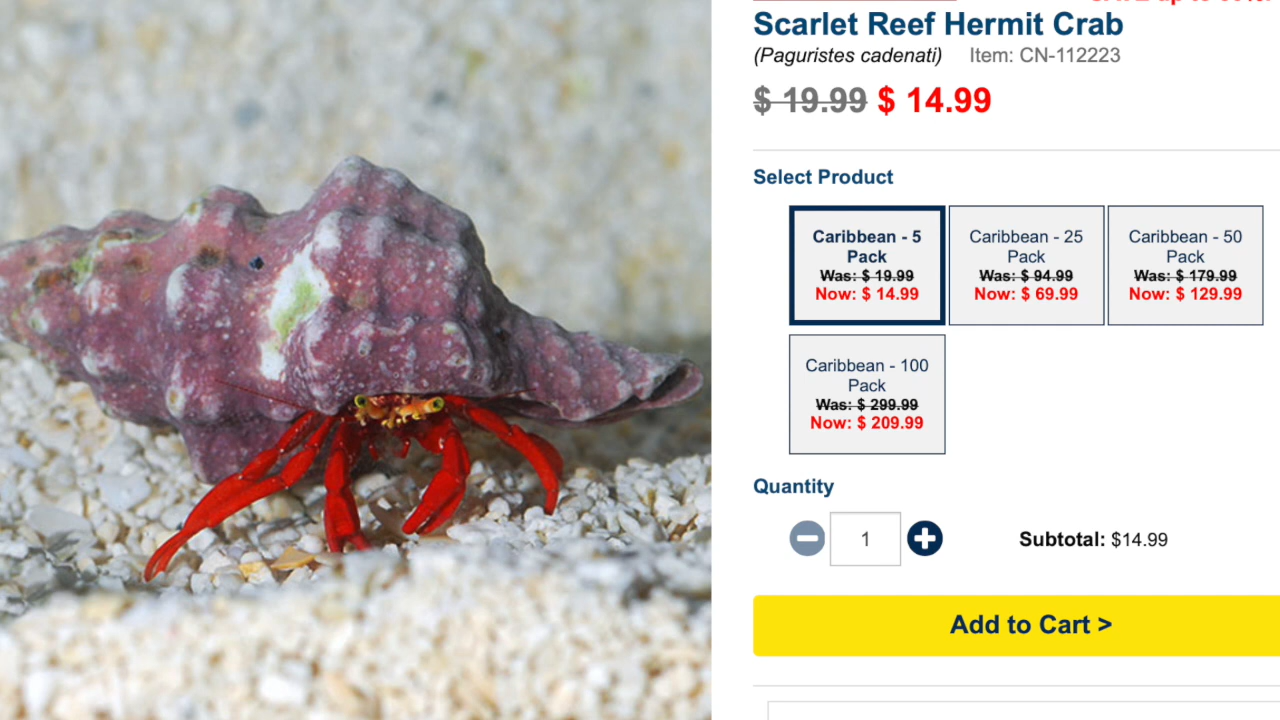 Scarlet Reef Hermit Crab
(Paguristes cadenati) Item: CN-112223
$ 19.99 $ 14.99
Select Product
Caribbean - 5
Pack
Was: $ 19.99
Now: $ 14.99
Caribbean - 25
Pack
Was: $ 94.99
Now: $ 69.99
Caribbean - 50
Pack
Was: $ 179.99
Now: $ 129.99
Caribbean - 100
Pack
Was: $ 299.99
Now: $ 209.99
Quantity
1
Subtotal: $14.99
Add to Cart >